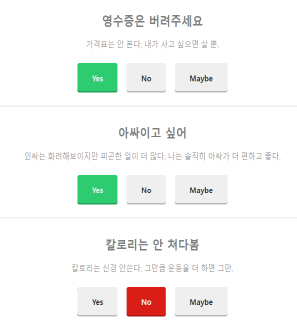 영수증은 버려주세요
가격표는 안 본다. 내가 사고 싶으면 살 뿐.
Yes No Maybe
아싸이고 싶어
인싸는 화려해보이지만 피곤한 일이 더 많다. 나는 솔직히 아싸가 더 편하고 좋다.
Yes No Maybe
칼로리는 안 쳐다봄
칼로리는 신경 안쓴다. 그만큼 운동을 더 하면 그만.
Yes No Maybe